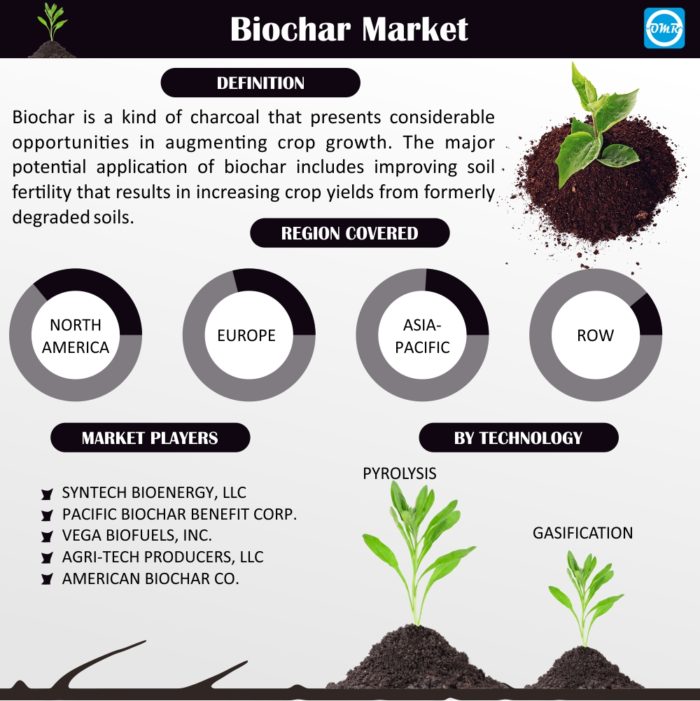 Biochar Market
OMR
DEFINITION
Biochar is a kind of charcoal that presents considerable
opportunities in augmenting crop growth. The major
potential application of biochar includes improving soil
fertility that results in increasing crop yields from formerly
degraded soils.
REGION COVERED
NORTH
AMERICA
EUROPE
ASIA-
PACIFIC
ROW
MARKET PLAYERS
SYNTECH BIOENERGY, LLC
PACIFIC BIOCHAR BENEFIT CORP.
VEGA BIOFUELS, INC.
AGRI-TECH PRODUCERS, LLC
AMERICAN BIOCHAR CO.
BY TECHNOLOGY
PYROLYSIS
GASIFICATION